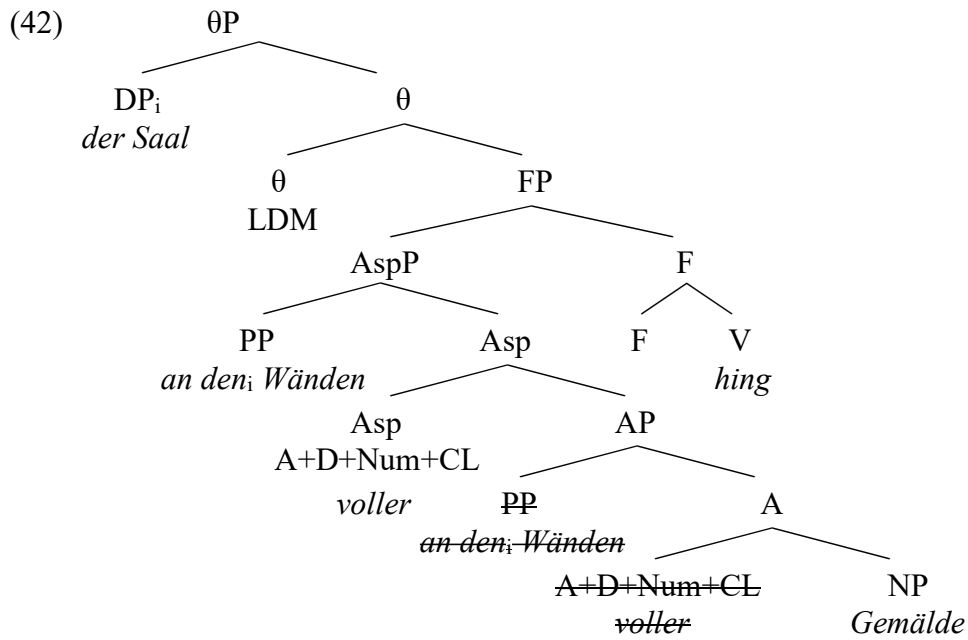 (42) θP
DPᵢ θ
der Saal
θ FP
LDM
AspP F
PP Asp F V
an denᵢ Wänden hing
Asp AP
A+D+Num+CL
voller PP A
an denᵢ Wänden
A+D+Num+CL NP
voller Gemälde